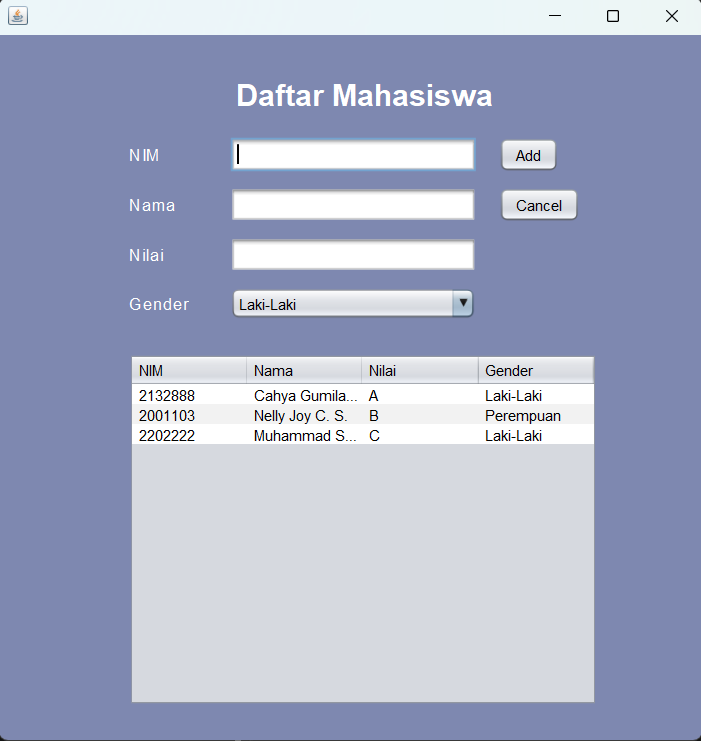 Daftar Mahasiswa
NIM Add
Nama Cancel
Nilai
Gender Laki-Laki
NIM Nama Nilai Gender
2132888 Cahya Gumila... A Laki-Laki
2001103 Nelly Joy C. S. B Perempuan
2202222 Muhammad S... C Laki-Laki